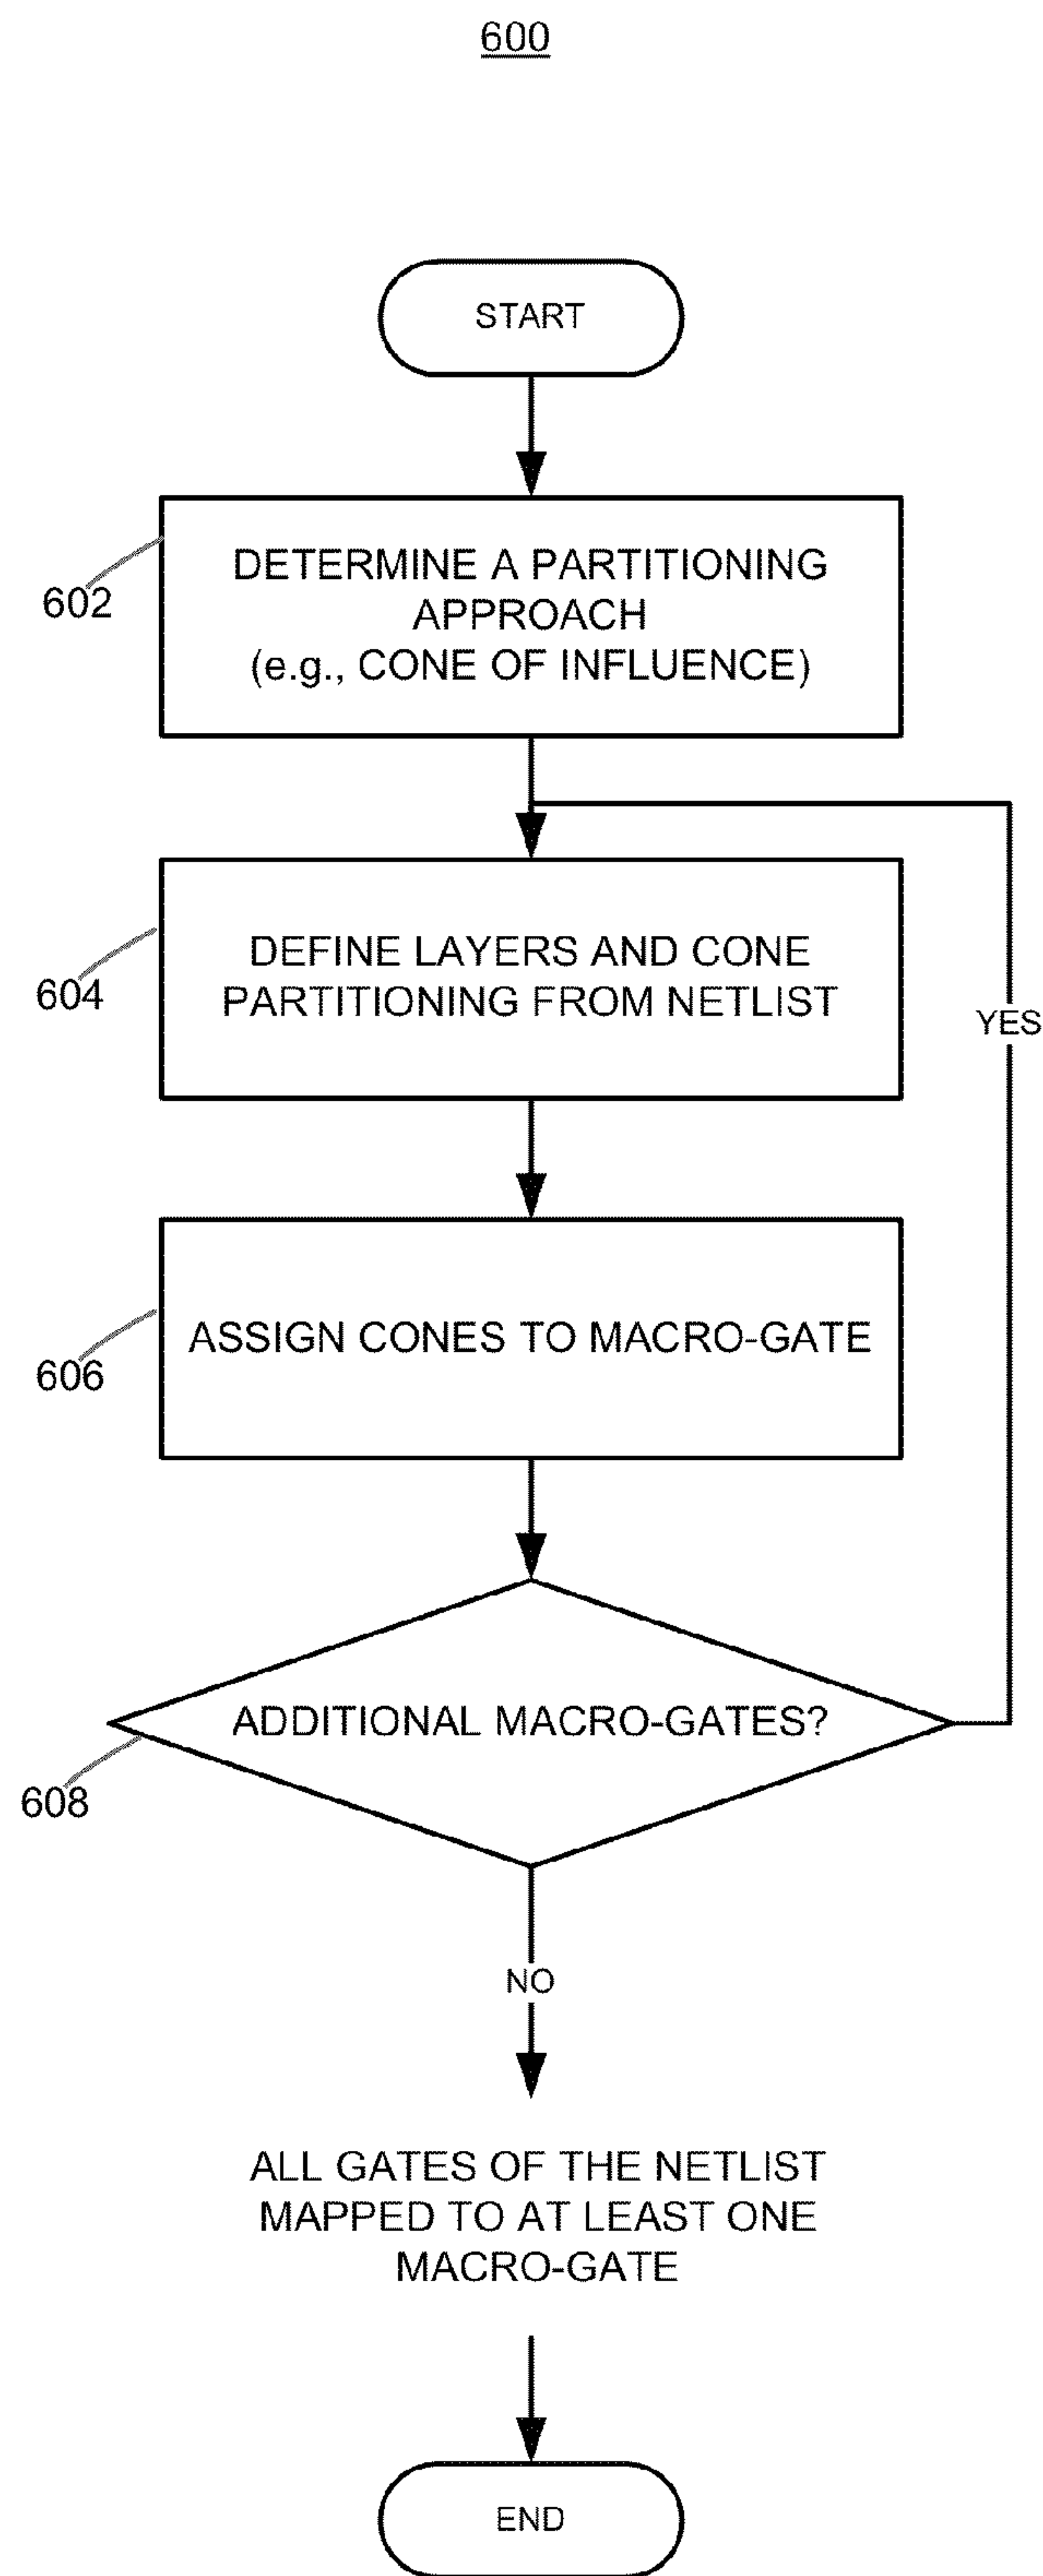 600
START
DETERMINE A PARTITIONING
APPROACH
(e.g., CONE OF INFLUENCE)
602
DEFINE LAYERS AND CONE
PARTITIONING FROM NETLIST
604
YES
ASSIGN CONES TO MACRO-GATE
606
ADDITIONAL MACRO-GATES?
608
NO
ALL GATES OF THE NETLIST
MAPPED TO AT LEAST ONE
MACRO-GATE
END